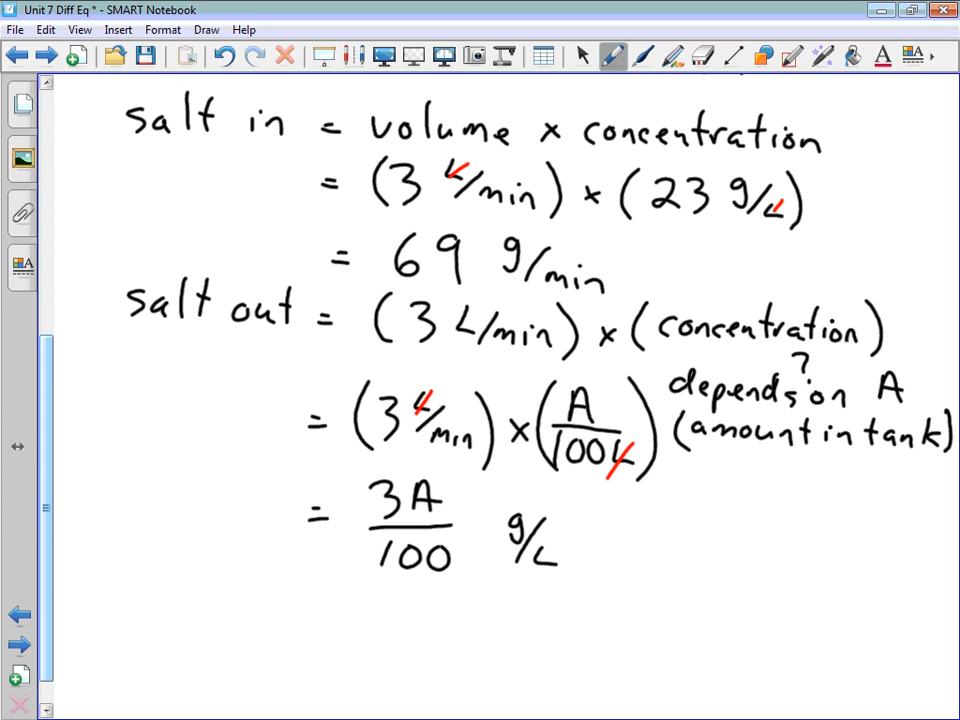 Unit 7 Diff Eq * - SMART Notebook
File Edit View Insert Format Draw Help
salt in = volume x concentration
= (3 L/min) x (23 g/L)
= 69 g/min
salt out = (3 L/min) x (concentration)
?
depends on A
(amount in tank)
= (3 L/min) x (A/100L)
= 3A/100 g/L